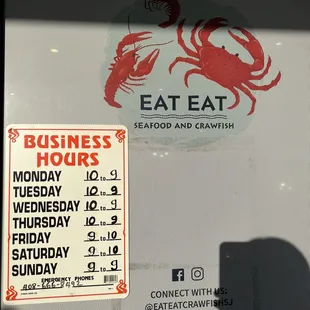 EAT EAT
SEAFOOD AND CRAWFISH
BUSINESS
HOURS
MONDAY 10 to 9
TUESDAY 10 to 9
WEDNESDAY 10 to 9
THURSDAY 10 to 9
FRIDAY 9 to 10
SATURDAY 9 to 10
SUNDAY 9 to 9
EMERGENCY PHONES
CONNECT WITH US:
@EATEATCRAWFISHSJ